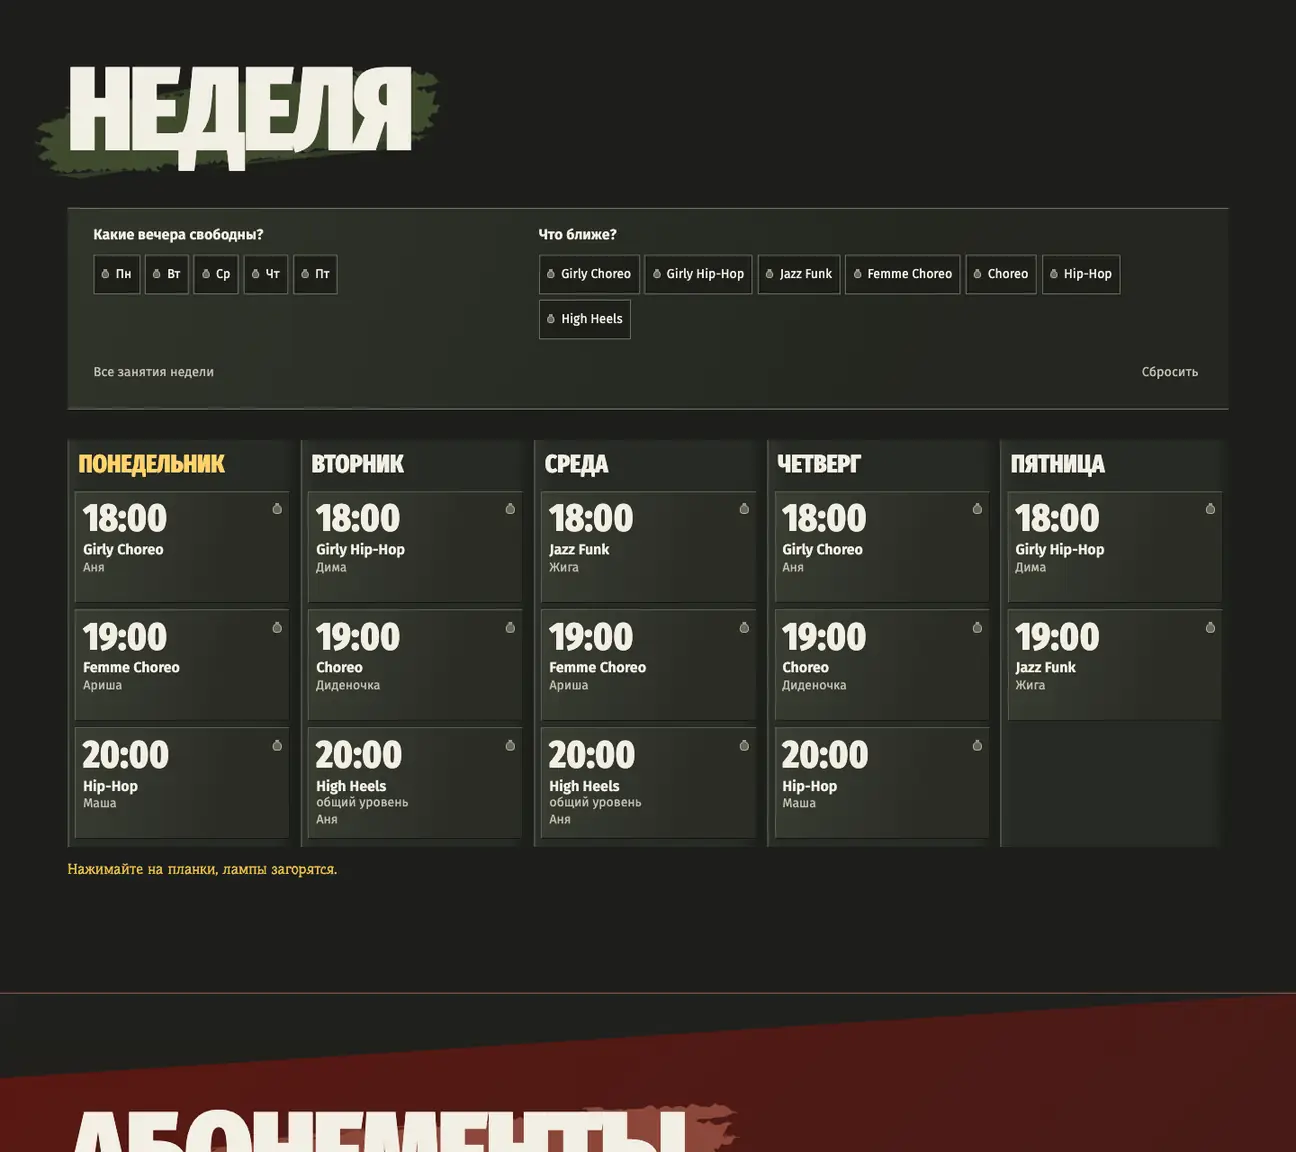 НЕДЕЛЯ
Какие вечера свободны?
Пн
Вт
Ср
Чт
Пт
Что ближе?
Girly Choreo
Girly Hip-Hop
Jazz Funk
Femme Choreo
Choreo
Hip-Hop
High Heels
Все занятия недели
Сбросить
ПОНЕДЕЛЬНИК
18:00
Girly Choreo
Аня
19:00
Femme Choreo
Ариша
20:00
Hip-Hop
Маша
ВТОРНИК
18:00
Girly Hip-Hop
Дима
19:00
Choreo
Диденочка
20:00
High Heels
общий уровень
Аня
СРЕДА
18:00
Jazz Funk
Жига
19:00
Femme Choreo
Ариша
20:00
High Heels
общий уровень
Аня
ЧЕТВЕРГ
18:00
Girly Choreo
Аня
19:00
Choreo
Диденочка
20:00
Hip-Hop
Маша
ПЯТНИЦА
18:00
Girly Hip-Hop
Дима
19:00
Jazz Funk
Жига
Нажимайте на планки, лампы загорятся.
АБОНЕМЕНТЫ